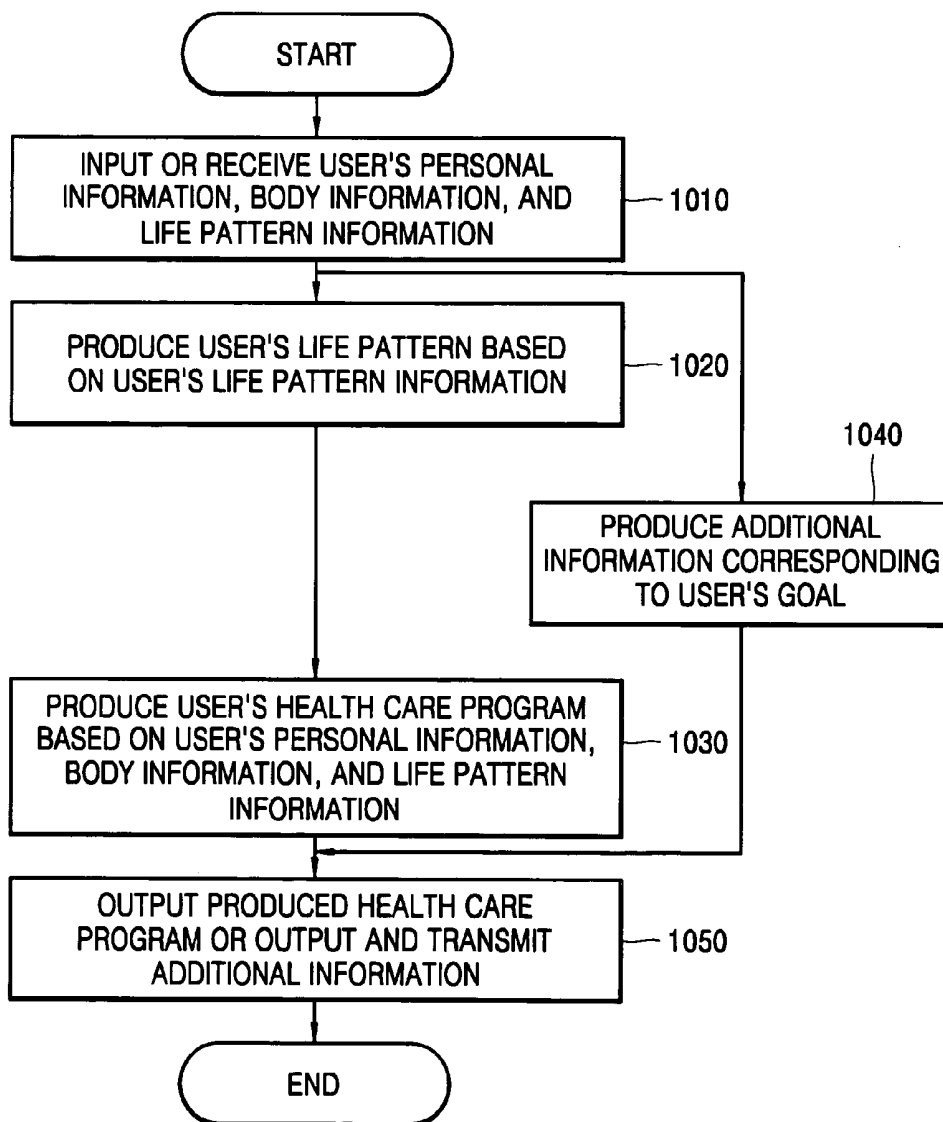 START
INPUT OR RECEIVE USER'S PERSONAL
INFORMATION, BODY INFORMATION, AND
LIFE PATTERN INFORMATION
1010
PRODUCE USER'S LIFE PATTERN BASED
ON USER'S LIFE PATTERN INFORMATION
1020
1040
PRODUCE ADDITIONAL
INFORMATION CORRESPONDING
TO USER'S GOAL
PRODUCE USER'S HEALTH CARE PROGRAM
BASED ON USER'S PERSONAL INFORMATION,
BODY INFORMATION, AND LIFE PATTERN
INFORMATION
1030
OUTPUT PRODUCED HEALTH CARE
PROGRAM OR OUTPUT AND TRANSMIT
ADDITIONAL INFORMATION
1050
END